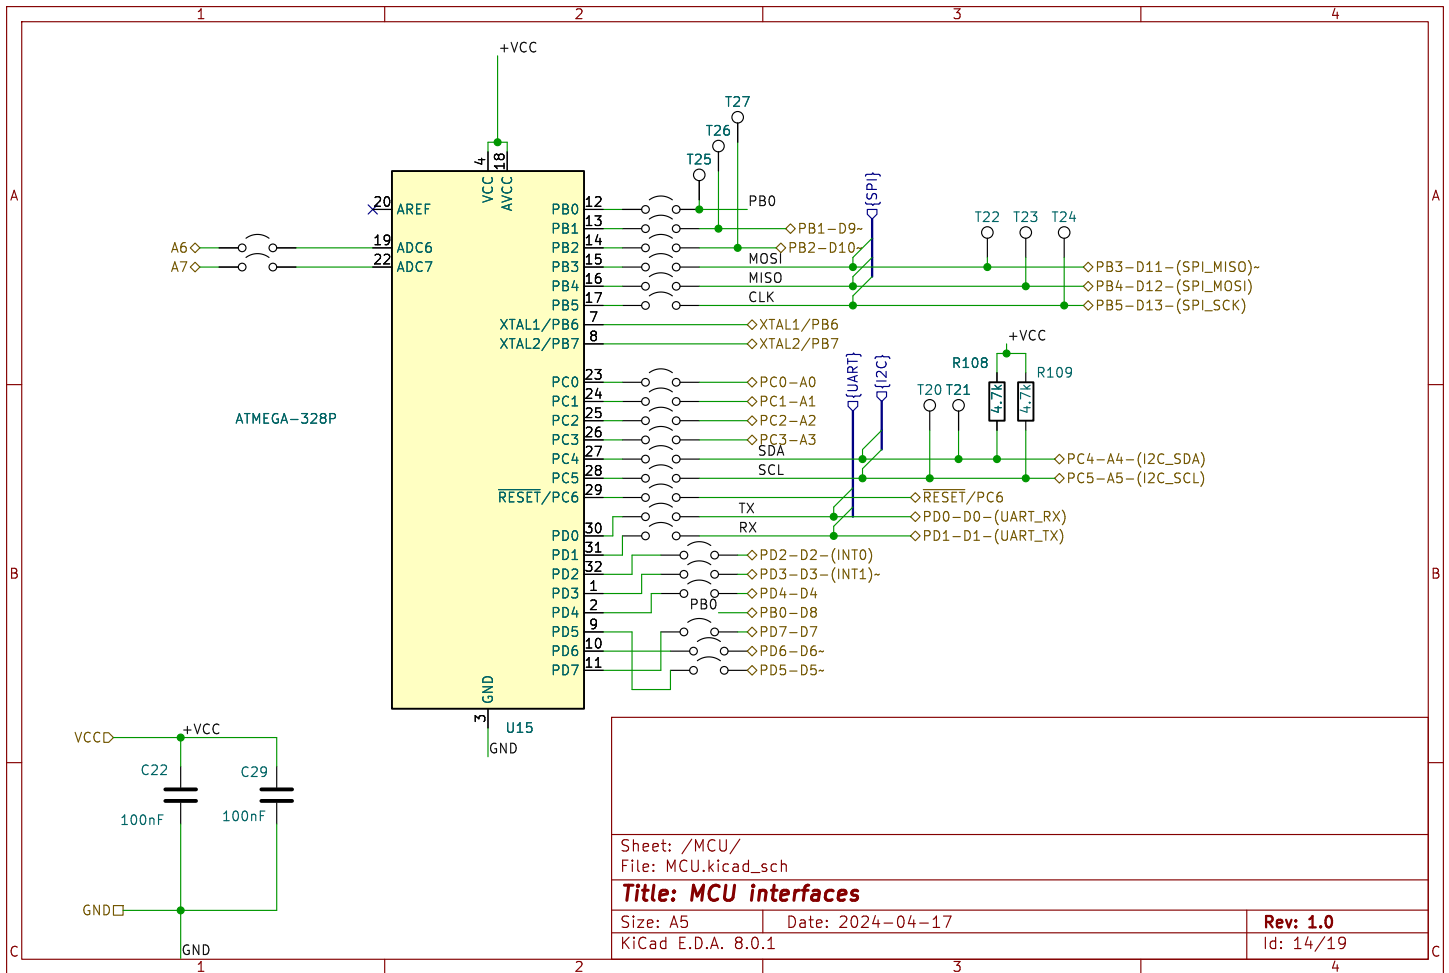 1 2 3 4
+VCC
T27
T26
T25
4 18
VCC AVCC
{SPI}
20 AREF
PB0 12
PB0
T22 T23 T24
PB1 13
PB1-D9~
A6
19 ADC6
PB2 14
PB2-D10~
A7
22 ADC7
PB3 15
MOSI
PB3-D11-(SPI_MISO)~
PB4 16
MISO
PB4-D12-(SPI_MOSI)
PB5 17
CLK
PB5-D13-(SPI_SCK)
XTAL1/PB6 7
XTAL1/PB6
XTAL2/PB7 8
XTAL2/PB7
+VCC
{UART} {I2C}
R108
4.7k
R109
4.7k
T20 T21
PC0 23
PC0-A0
PC1 24
PC1-A1
ATMEGA-328P
PC2 25
PC2-A2
PC3 26
PC3-A3
PC4 27
SDA
PC4-A4-(I2C_SDA)
PC5 28
SCL
PC5-A5-(I2C_SCL)
RESET/PC6 29
RESET/PC6
TX
PD0-D0-(UART_RX)
PD0 30
RX
PD1-D1-(UART_TX)
PD1 31
PD2-D2-(INT0)
PD2 32
PD3-D3-(INT1)~
PD3 1
PD4-D4
PD4 2
PB0
PB0-D8
PD5 9
PD7-D7
PD6 10
PD6-D6~
PD7 11
PD5-D5~
GND
3
U15
GND
VCC
+VCC
C22
100nF
C29
100nF
GND
GND
A A
B B
C C
Sheet: /MCU/
File: MCU.kicad_sch
Title: MCU interfaces
Size: A5 Date: 2024-04-17 Rev: 1.0
KiCad E.D.A. 8.0.1 Id: 14/19
1 2 3 4